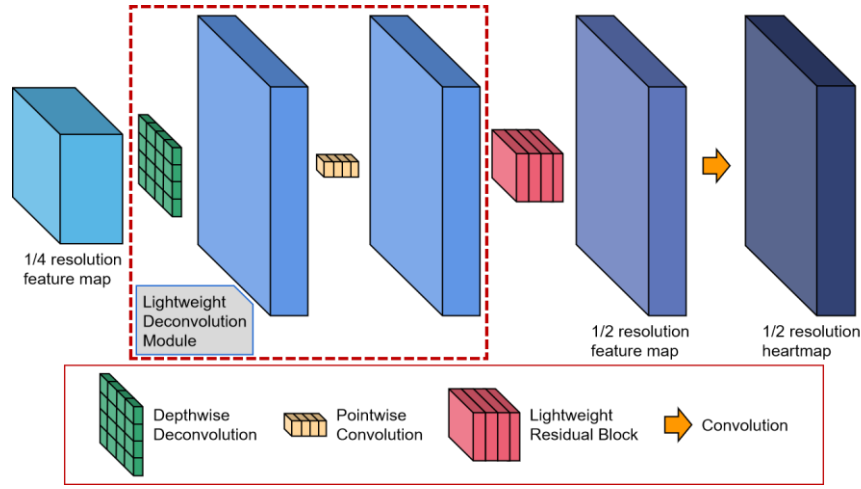 1/4 resolution
feature map
Lightweight
Deconvolution
Module
1/2 resolution
feature map
1/2 resolution
heartmap
Depthwise
Deconvolution
Pointwise
Convolution
Lightweight
Residual Block
Convolution